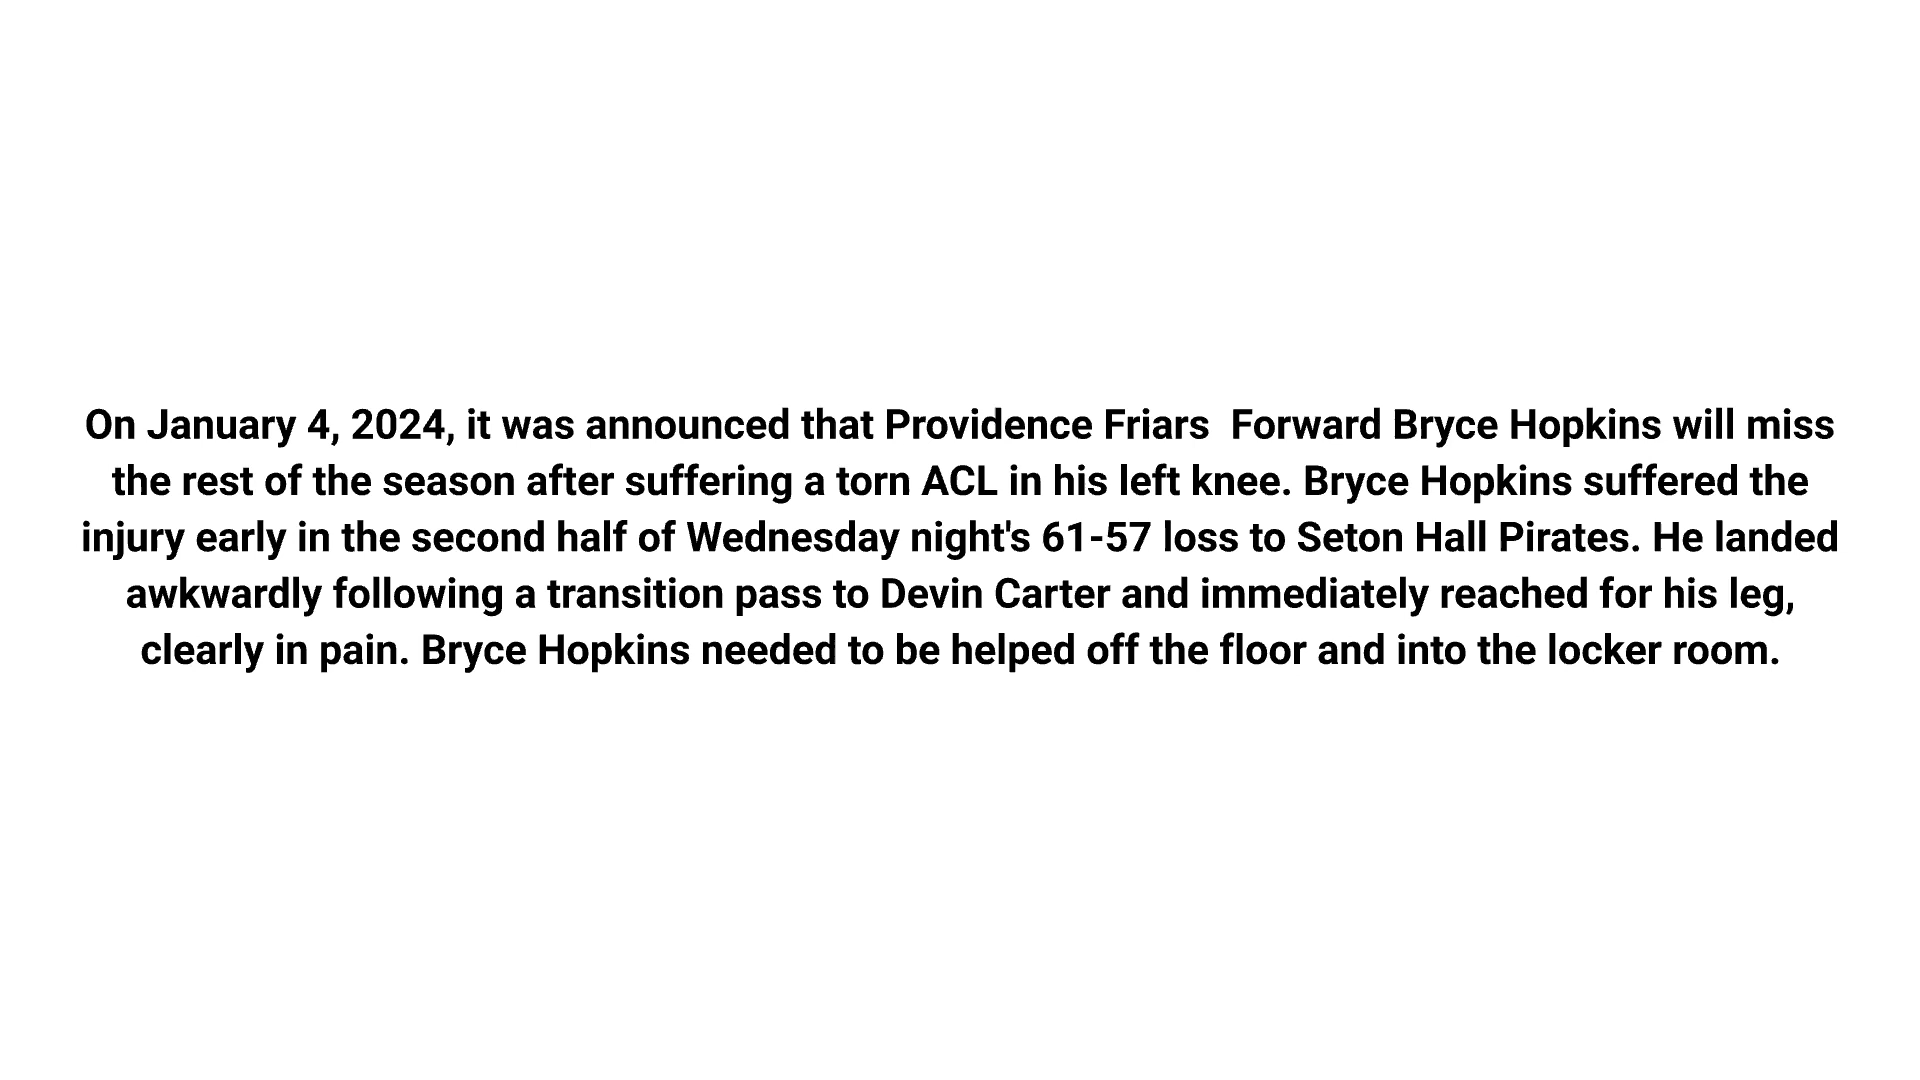 On January 4, 2024, it was announced that Providence Friars  Forward Bryce Hopkins will miss
the rest of the season after suffering a torn ACL in his left knee. Bryce Hopkins suffered the
injury early in the second half of Wednesday night's 61-57 loss to Seton Hall Pirates. He landed
awkwardly following a transition pass to Devin Carter and immediately reached for his leg,
clearly in pain. Bryce Hopkins needed to be helped off the floor and into the locker room.